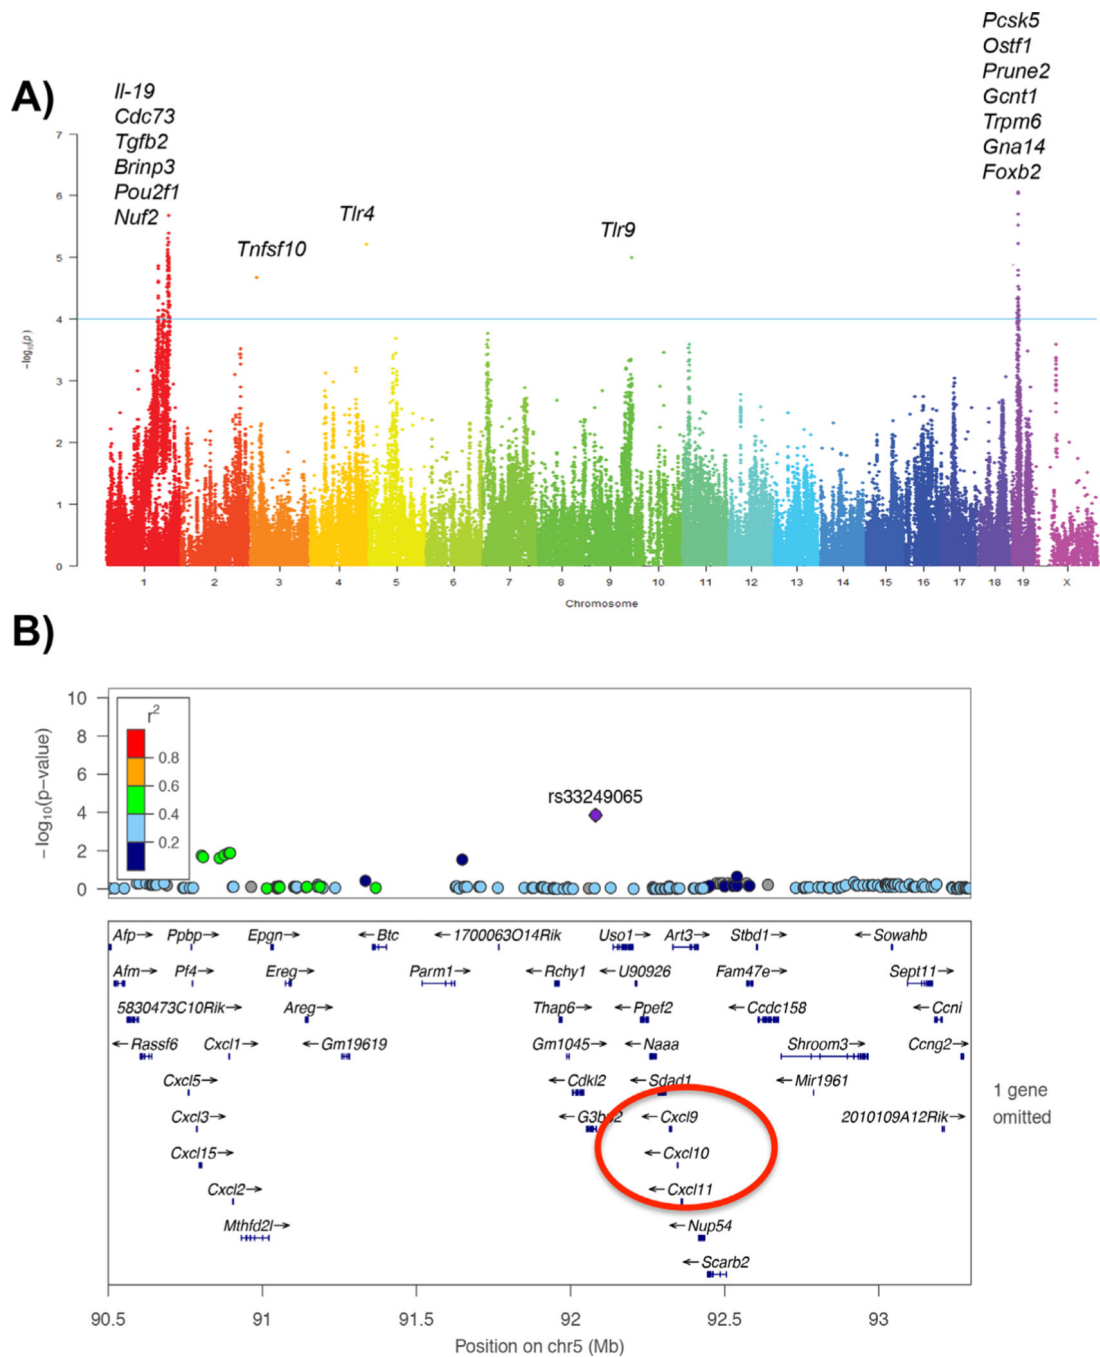 Pcsk5
Ostf1
Prune2
Gcnt1
Trpm6
Gna14
Foxb2
A)
Il-19
Cdc73
Tgfb2
Brinp3
Pou2f1
Nuf2
Tnfsf10
Tlr4
Tlr9
7
6
5
4
3
2
1
0
-log10(p)
1 2 3 4 5 6 7 8 9 10 11 12 13 14 15 16 17 18 19 X
Chromosome
B)
10
8
6
4
2
0
−log10(p−value)
r2
0.8
0.6
0.4
0.2
rs33249065
Afp→ Ppbp→ Epgn→ ←Btc ←1700063O14Rik Uso1→ Art3→ Stbd1→ ←Sowahb
Afm→ Pf4→ Ereg→ Parm1→ ←Rchy1 ←U90926 Fam47e→ Sept11→
5830473C10Rik→ Areg→ Thap6→ ←Ppef2 ←Ccdc158 ←Ccni
←Rassf6 Cxcl1→ ←Gm19619 Gm1045→ ←Naaa Shroom3→ Ccng2→
Cxcl5→ ←Cdkl2 ←Sdad1 ←Mir1961
Cxcl3→ ←G3bp2 ←Cxcl9 2010109A12Rik→
Cxcl15→ ←Cxcl10
Cxcl2→ ←Cxcl11
Mthfd2l→ ←Nup54
←Scarb2
1 gene
omitted
90.5 91 91.5 92 92.5 93
Position on chr5 (Mb)